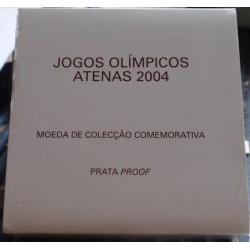 JOGOS OLÍMPICOS
ATENAS 2004
MOEDA DE COLECÇÃO COMEMORATIVA
PRATA PROOF